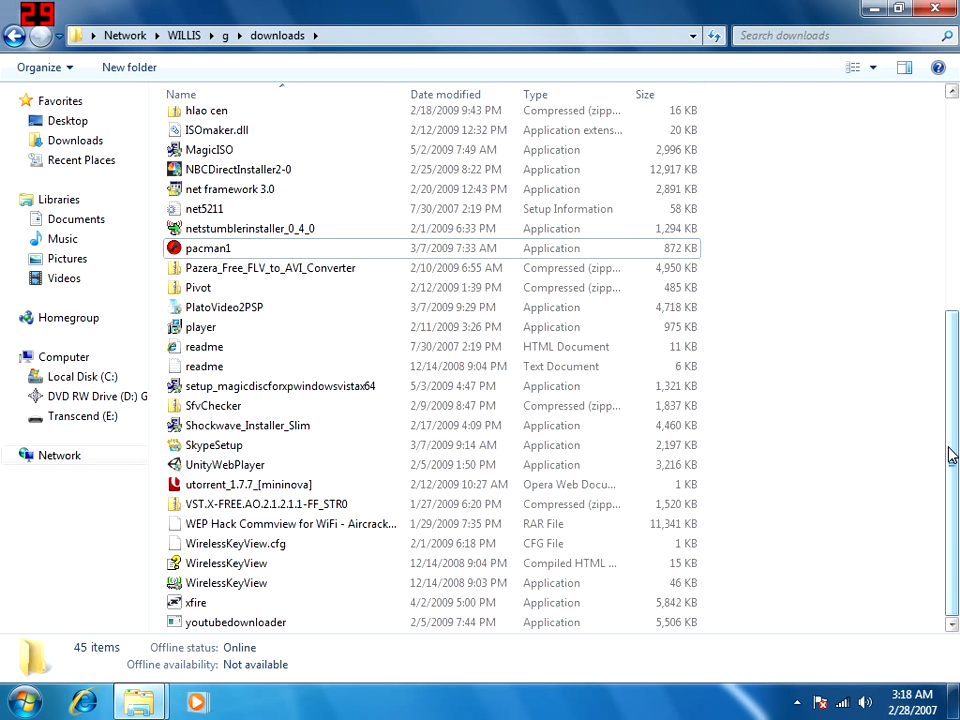 29
Network WILLIS g downloads Search downloads
Organize New folder
Name Date modified Type Size
hlao cen 2/18/2009 9:43 PM Compressed (zipp... 16 KB
ISOmaker.dll 2/12/2009 12:32 PM Application extens... 20 KB
MagicISO 5/2/2009 7:49 AM Application 2,996 KB
NBCDirectInstaller2-0 2/25/2009 8:22 PM Application 12,917 KB
net framework 3.0 2/20/2009 12:43 PM Application 2,891 KB
net5211 7/30/2007 2:19 PM Setup Information 58 KB
netstumblerinstaller_0_4_0 2/1/2009 6:33 PM Application 1,294 KB
pacman1 3/7/2009 7:33 AM Application 872 KB
Pazera_Free_FLV_to_AVI_Converter 2/10/2009 6:55 AM Compressed (zipp... 4,950 KB
Pivot 2/12/2009 1:39 PM Compressed (zipp... 485 KB
PlatoVideo2PSP 3/7/2009 9:29 PM Application 4,718 KB
player 2/11/2009 3:26 PM Application 975 KB
readme 7/30/2007 2:19 PM HTML Document 11 KB
readme 12/14/2008 9:04 PM Text Document 6 KB
setup_magicdiscforxpwindowsvistax64 5/3/2009 4:47 PM Application 1,321 KB
SfvChecker 2/9/2009 8:47 PM Compressed (zipp... 1,837 KB
Shockwave_Installer_Slim 2/17/2009 4:09 PM Application 4,460 KB
SkypeSetup 3/7/2009 9:14 AM Application 2,197 KB
UnityWebPlayer 2/5/2009 1:50 PM Application 3,216 KB
utorrent_1.7.7_[mininova] 2/12/2009 10:27 AM Opera Web Docu... 1 KB
VST.X-FREE.AO.2.1.2.1.1-FF_STR0 1/27/2009 6:20 PM Compressed (zipp... 1,520 KB
WEP Hack Commview for WiFi - Aircrack... 1/29/2009 7:35 PM RAR File 11,341 KB
WirelessKeyView.cfg 2/1/2009 6:18 PM CFG File 1 KB
WirelessKeyView 12/14/2008 9:04 PM Compiled HTML ... 15 KB
WirelessKeyView 12/14/2008 9:03 PM Application 46 KB
xfire 4/2/2009 5:00 PM Application 5,842 KB
youtubedownloader 2/5/2009 7:44 PM Application 5,506 KB
Favorites
Desktop
Downloads
Recent Places
Libraries
Documents
Music
Pictures
Videos
Homegroup
Computer
Local Disk (C:)
DVD RW Drive (D:) G
Transcend (E:)
Network
45 items Offline status: Online
Offline availability: Not available
3:18 AM
2/28/2007